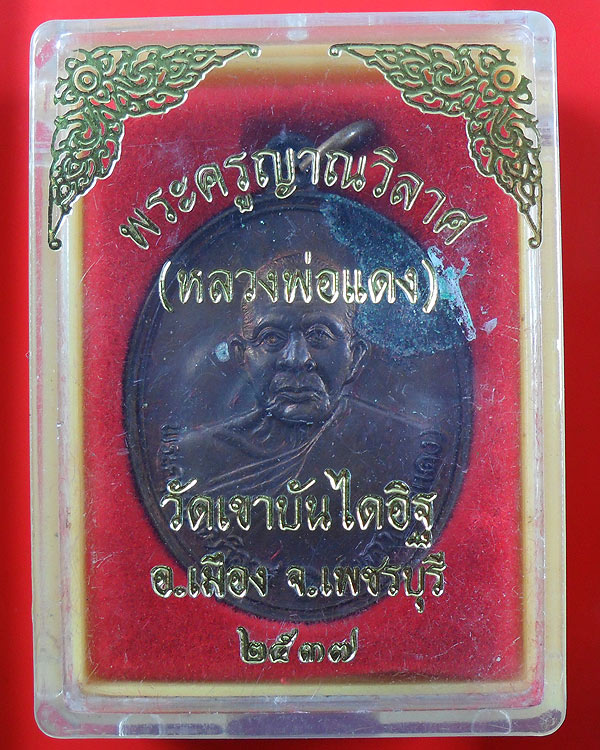 พระครูญาณวิลาศ
(หลวงพ่อแดง)
วัดเขาบันไดอิฐ
อ.เมือง จ.เพชรบุรี
๒๕๓๗